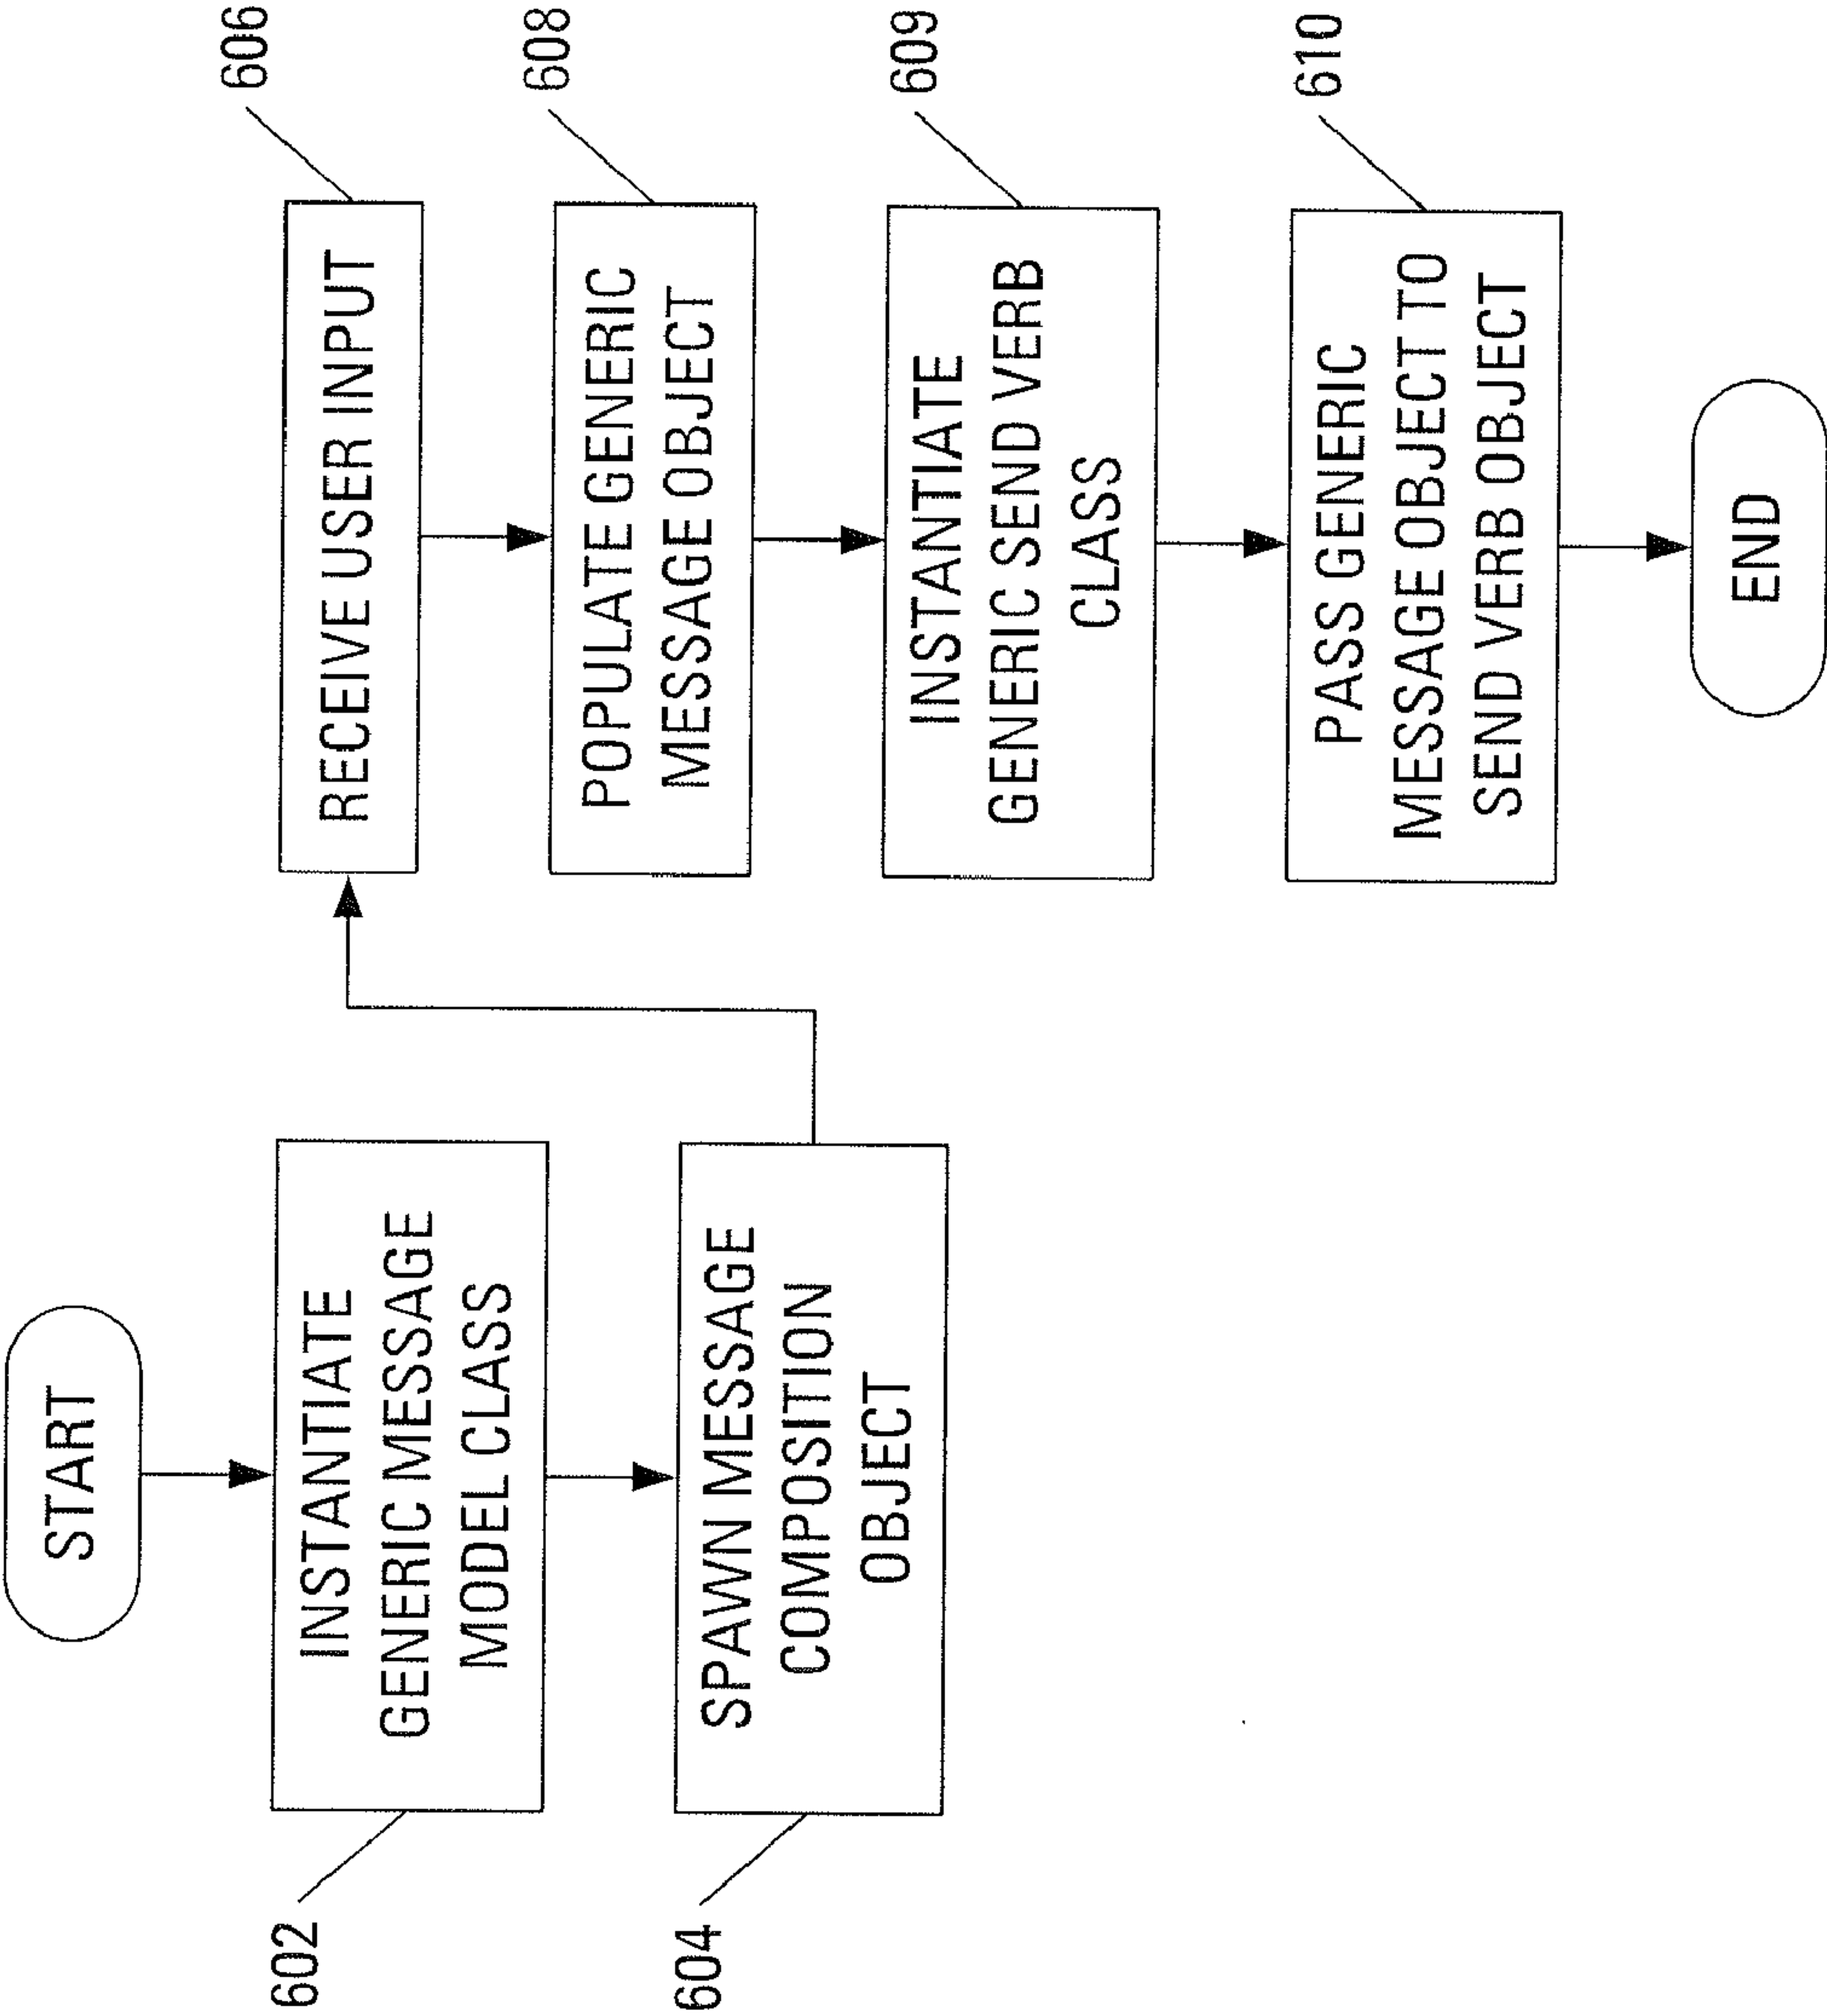 START
INSTANTIATE
GENERIC MESSAGE
MODEL CLASS
602
SPAWN MESSAGE
COMPOSITION
OBJECT
604
RECEIVE USER INPUT
606
POPULATE GENERIC
MESSAGE OBJECT
608
INSTANTIATE
GENERIC SEND VERB
CLASS
609
PASS GENERIC
MESSAGE OBJECT TO
SEND VERB OBJECT
610
END